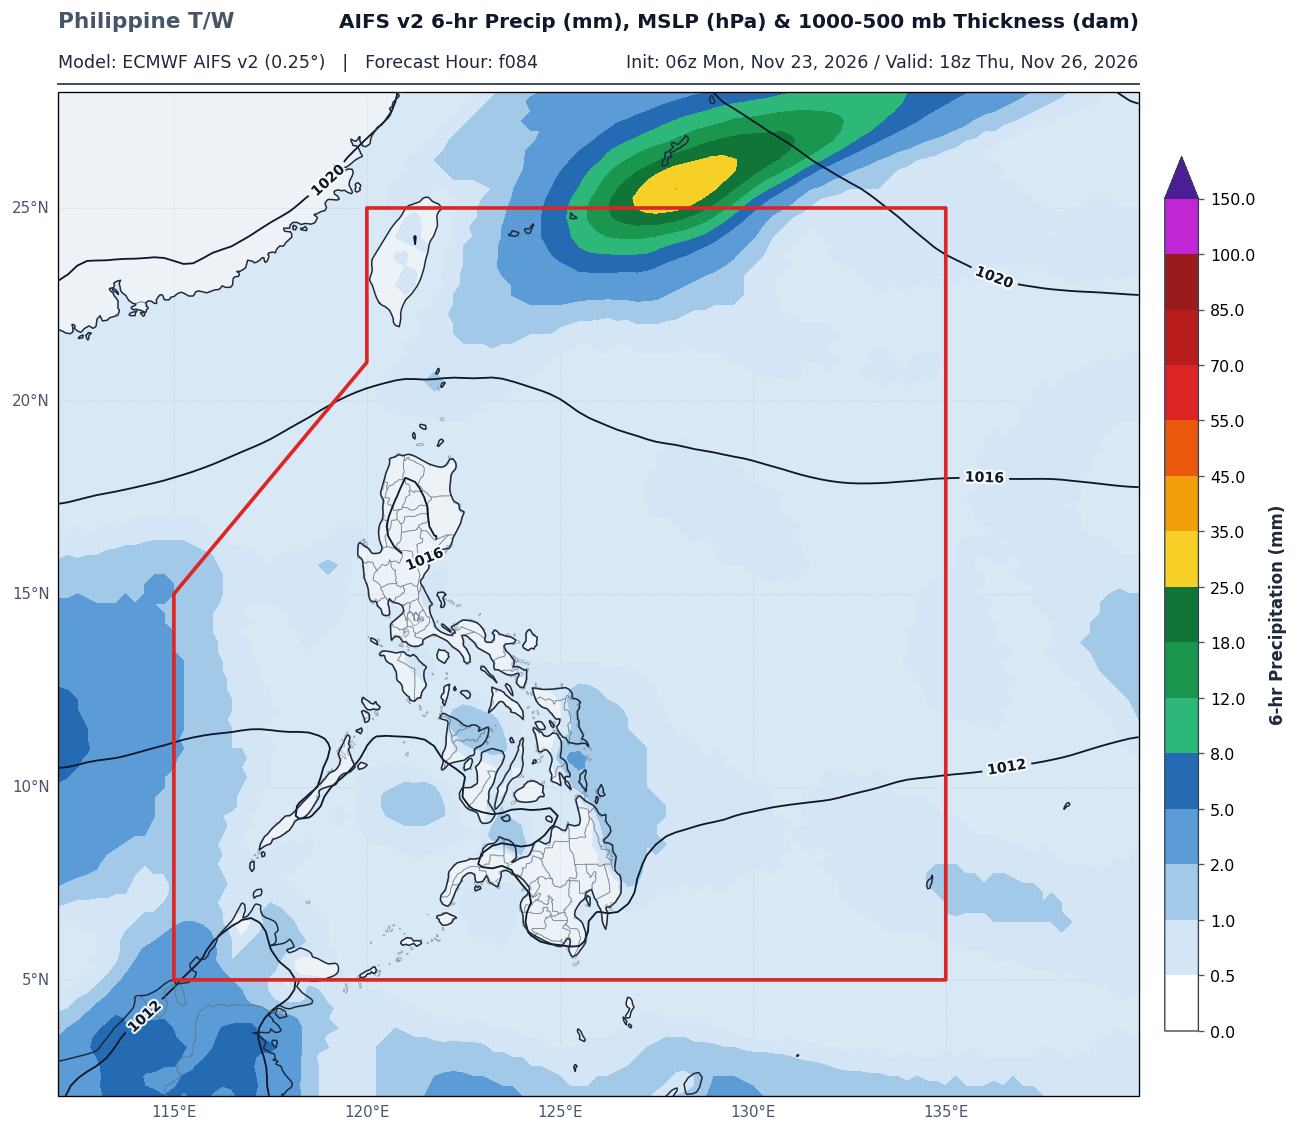 Philippine T/W
AIFS v2 6-hr Precip (mm), MSLP (hPa) & 1000-500 mb Thickness (dam)
Model: ECMWF AIFS v2 (0.25°) | Forecast Hour: f084
Init: 06z Mon, Nov 23, 2026 / Valid: 18z Thu, Nov 26, 2026
25°N
20°N
15°N
10°N
5°N
115°E
120°E
125°E
130°E
135°E
1020
1020
1016
1016
1012
1012
150.0
100.0
85.0
70.0
55.0
45.0
35.0
25.0
18.0
12.0
8.0
5.0
2.0
1.0
0.5
0.0
6-hr Precipitation (mm)